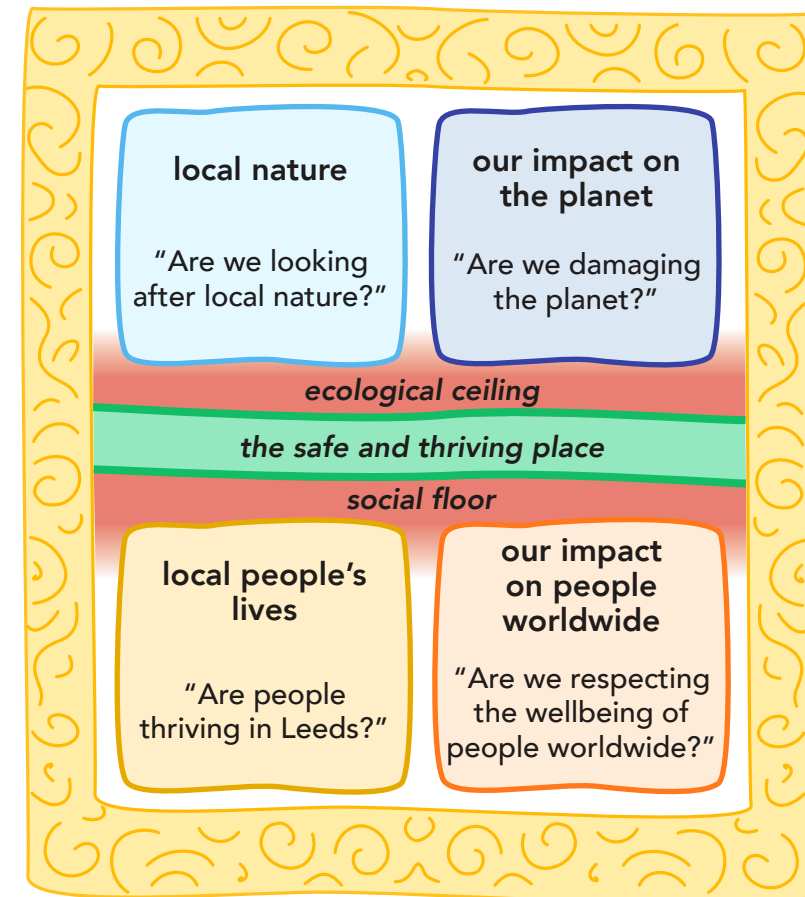 local nature
"Are we looking
after local nature?"
our impact on
the planet
"Are we damaging
the planet?"
ecological ceiling
the safe and thriving place
social floor
local people's
lives
"Are people
thriving in Leeds?"
our impact
on people
worldwide
"Are we respecting
the wellbeing of
people worldwide?"